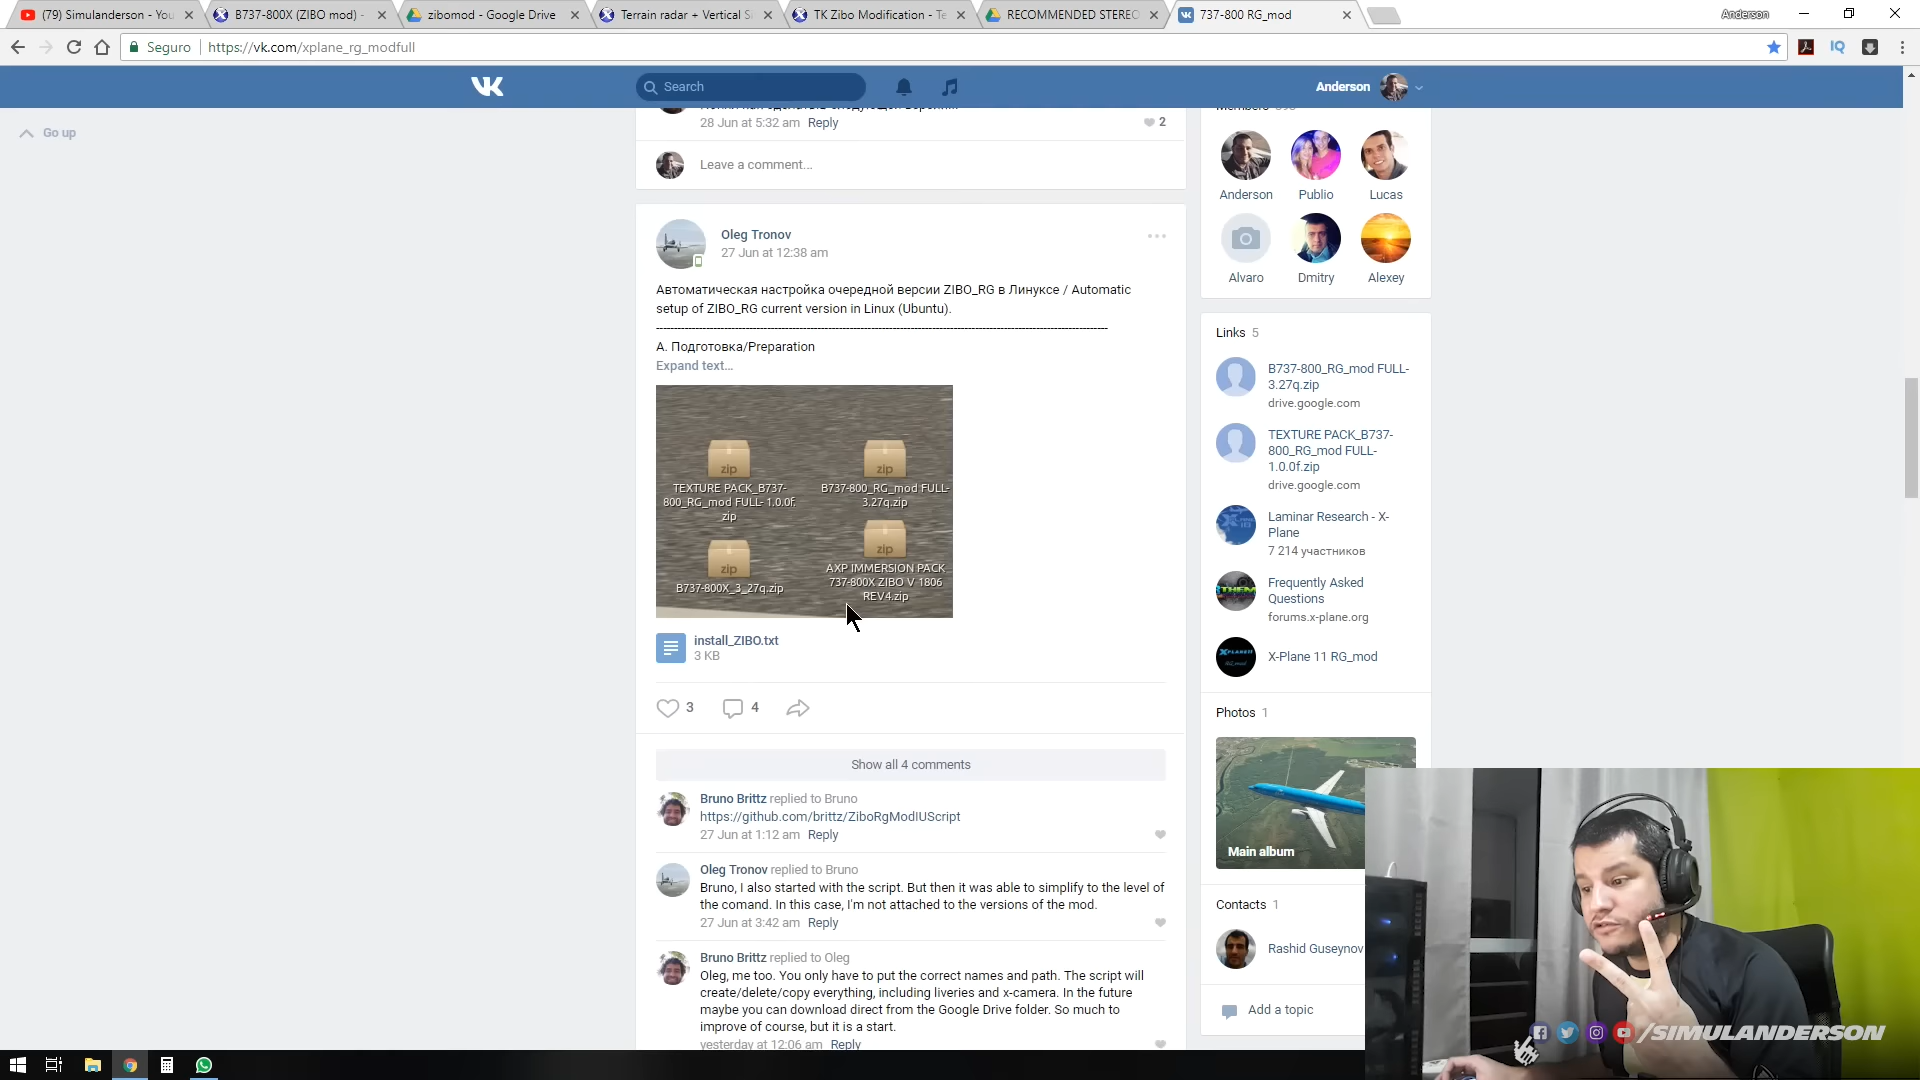 (79) Simulanderson - You
B737-800X (ZIBO mod) -
zibomod - Google Drive
Terrain radar + Vertical S
TK Zibo Modification - Te
RECOMMENDED STEREO
737-800 RG_mod
Anderson
Seguro
https://vk.com/xplane_rg_modfull
IQ
Search
Anderson
Go up
28 Jun at 5:32 am Reply
2
Leave a comment...
Oleg Tronov
27 Jun at 12:38 am
Автоматическая настройка очередной версии ZIBO_RG в Линуксе / Automatic
setup of ZIBO_RG current version in Linux (Ubuntu).
А. Подготовка/Preparation
Expand text...
zip
TEXTURE PACK_B737-
800_RG_mod FULL- 1.0.0f.
zip
zip
B737-800_RG_mod FULL-
3.27q.zip
zip
B737-800X_3_27q.zip
zip
AXP IMMERSION PACK
737-800X ZIBO V 1806
REV4.zip
install_ZIBO.txt
3 KB
3
4
Show all 4 comments
Bruno Brittz replied to Bruno
https://github.com/brittz/ZiboRgModIUScript
27 Jun at 1:12 am Reply
Oleg Tronov replied to Bruno
Bruno, I also started with the script. But then it was able to simplify to the level of
the comand. In this case, I'm not attached to the versions of the mod.
27 Jun at 3:42 am Reply
Bruno Brittz replied to Oleg
Oleg, me too. You only have to put the correct names and path. The script will
create/delete/copy everything, including liveries and x-camera. In the future
maybe you can download direct from the Google Drive folder. So much to
improve of course, but it is a start.
yesterday at 12:06 am Reply
Members
Anderson
Publio
Lucas
Alvaro
Dmitry
Alexey
Links 5
B737-800_RG_mod FULL-
3.27q.zip
drive.google.com
TEXTURE PACK_B737-
800_RG_mod FULL-
1.0.0f.zip
drive.google.com
Laminar Research - X-
Plane
7 214 участников
Frequently Asked
Questions
forums.x-plane.org
X-Plane 11 RG_mod
Photos 1
Main album
Contacts 1
Rashid Guseynov
Add a topic
/SIMULANDERSON